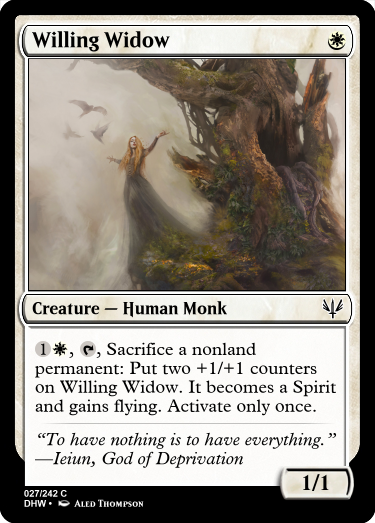 Willing Widow
Creature — Human Monk
1, Sacrifice a nonland
permanent: Put two +1/+1 counters
on Willing Widow. It becomes a Spirit
and gains flying. Activate only once.
“To have nothing is to have everything.”
—Ieiun, God of Deprivation
1/1
027/242 C
DHW • Aled Thompson